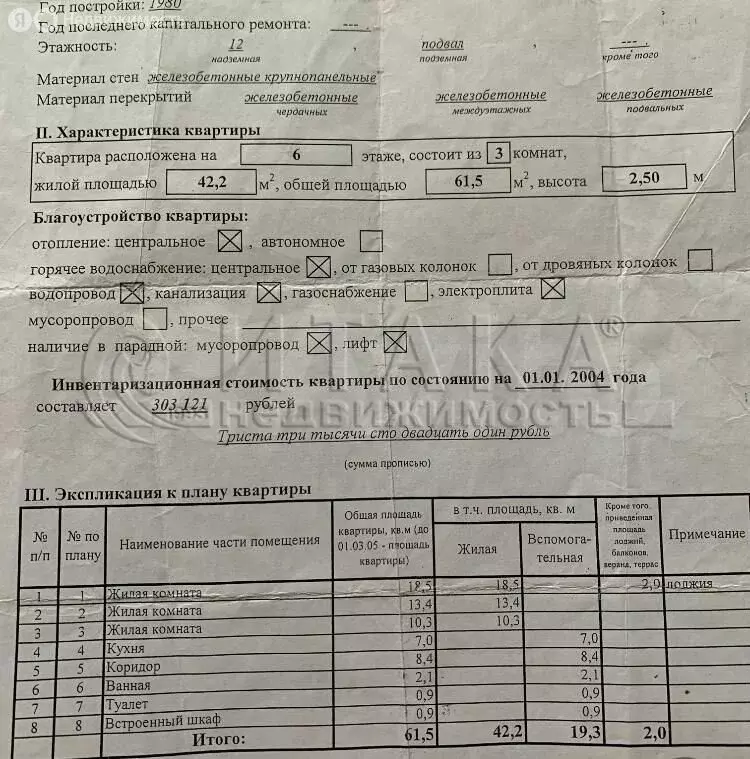 Год постройки: 1980
Я Недвижимость
Год последнего капитального ремонта: ---.
Этажность: 12 , подвал , ---.
надземная подземная кроме того
Материал стен железобетонные крупнопанельные
Материал перекрытий железобетонные железобетонные железобетонные
чердачных междуэтажных подвальных
II. Характеристика квартиры
Квартира расположена на 6 этаже, состоит из 3 комнат,
жилой площадью 42,2 м², общей площадью 61,5 м², высота 2,50 м
Благоустройство квартиры:
отопление: центральное ☒, автономное ☐
горячее водоснабжение: центральное ☒, от газовых колонок ☐, от дровяных колонок ☐
водопровод ☒, канализация ☒, газоснабжение ☐, электроплита ☒
мусоропровод ☐, прочее
наличие в парадной: мусоропровод ☒, лифт ☒
ИТАКА®
недвижимость
Инвентаризационная стоимость квартиры по состоянию на 01.01. 2004 года
составляет 303 121 рублей
Триста три тысячи сто двадцать один рубль
(сумма прописью)
III. Экспликация к плану квартиры
№ п/п № по плану Наименование части помещения Общая площадь квартиры, кв.м (до 01.03.05 - площадь квартиры) в т.ч. площадь, кв. м Жилая Вспомога-тельная Кроме того, приведенная площадь лоджий, балконов, веранд, террас Примечание
1 1 Жилая комната 18,5 18,5 2,0 лоджия
2 2 Жилая комната 13,4 13,4
3 3 Жилая комната 10,3 10,3
4 4 Кухня 7,0 7,0
5 5 Коридор 8,4 8,4
6 6 Ванная 2,1 2,1
7 7 Туалет 0,9 0,9
8 8 Встроенный шкаф 0,9 0,9
Итого: 61,5 42,2 19,3 2,0